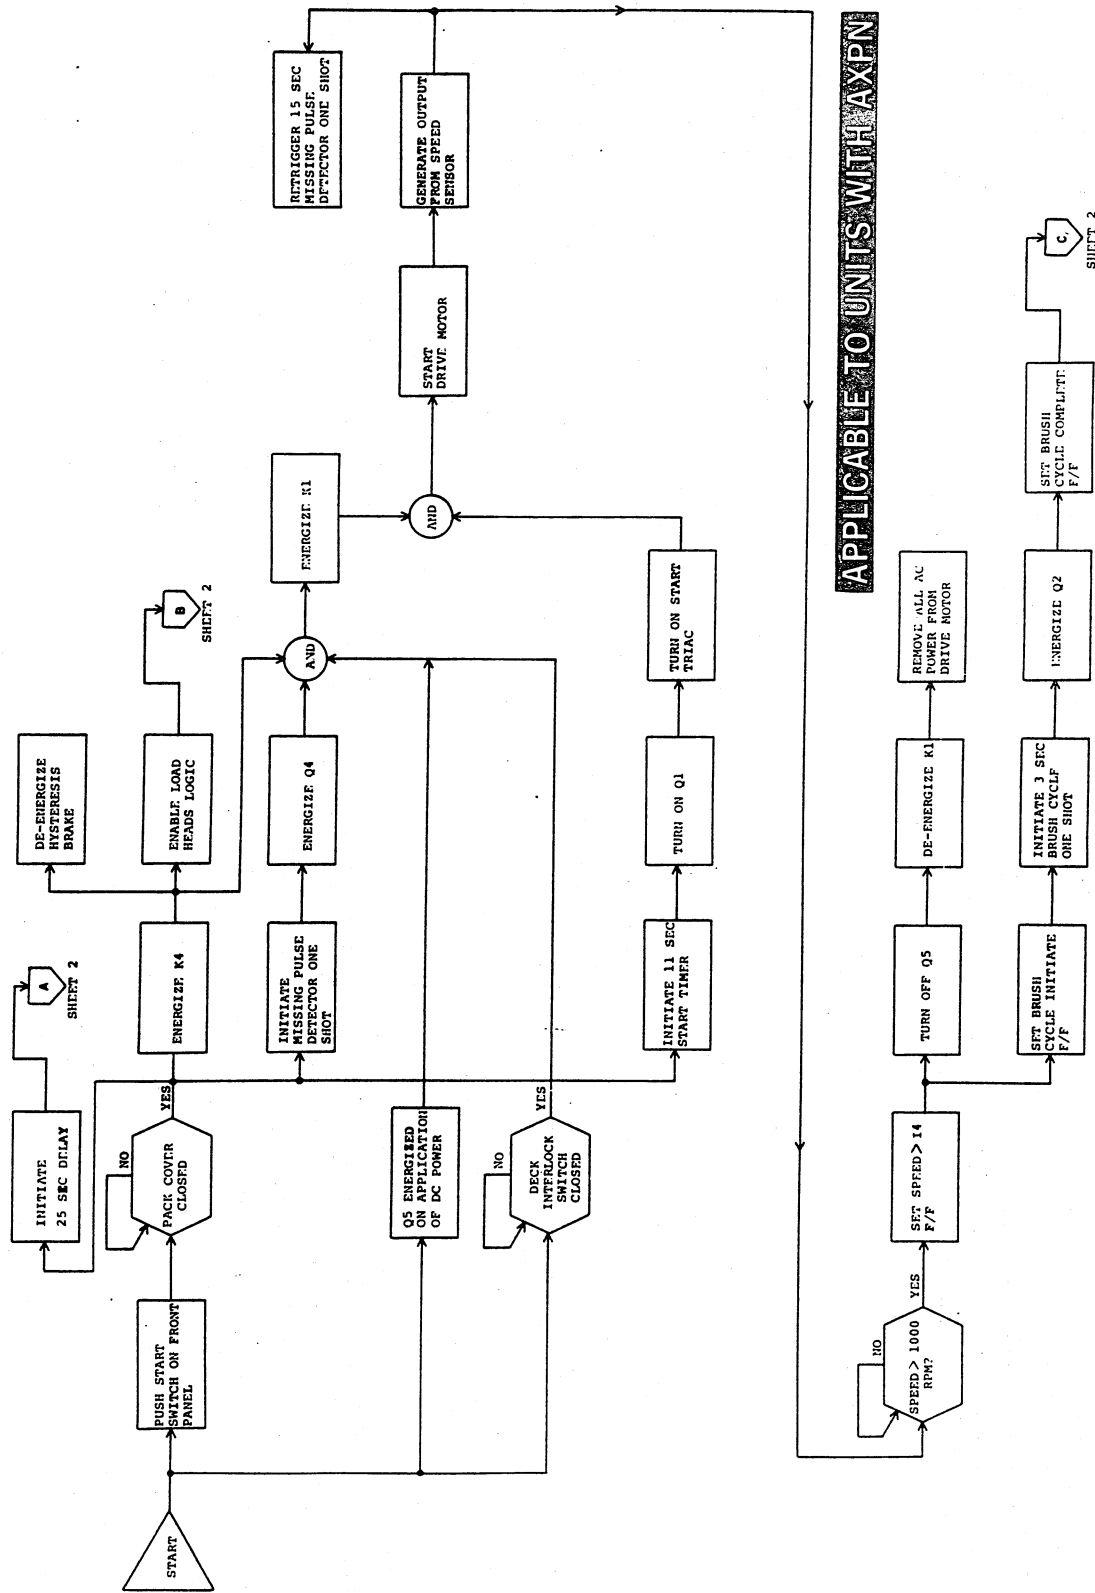 START
PUSH START
SWITCH ON FRONT
PANEL
NO
PACK COVER
CLOSED
YES
INITIATE
25 SEC DELAY
A
SHEET 2
ENERGIZE K4
DE-ENERGIZE
HYSTERESIS
BRAKE
ENABLE LOAD
HEADS LOGIC
B
SHEET 2
INITIATE
MISSING PULSE
DETECTOR ONE
SHOT
ENERGIZE Q4
AND
ENERGIZE K1
Q5 ENERGIZED
ON APPLICATION
OF DC POWER
NO
DECK
INTERLOCK
SWITCH
CLOSED
YES
INITIATE 11 SEC
START TIMER
TURN ON Q1
TURN ON START
TRIAC
AND
START
DRIVE MOTOR
GENERATE OUTPUT
FROM SPEED
SENSOR
RETRIGGER 15 SEC
MISSING PULSE
DETECTOR ONE SHOT
APPLICABLE TO UNITS WITH AXPN
NO
SPEED > 1000
RPM?
YES
SET SPEED > I4
F/F
TURN OFF Q5
DE-ENERGIZE K1
REMOVE ALL AC
POWER FROM
DRIVE MOTOR
SET BRUSH
CYCLE INITIATE
F/F
INITIATE 3 SEC
BRUSH CYCLE
ONE SHOT
ENERGIZE Q2
SET BRUSH
CYCLE COMPLETE
F/F
C
SHEET 2